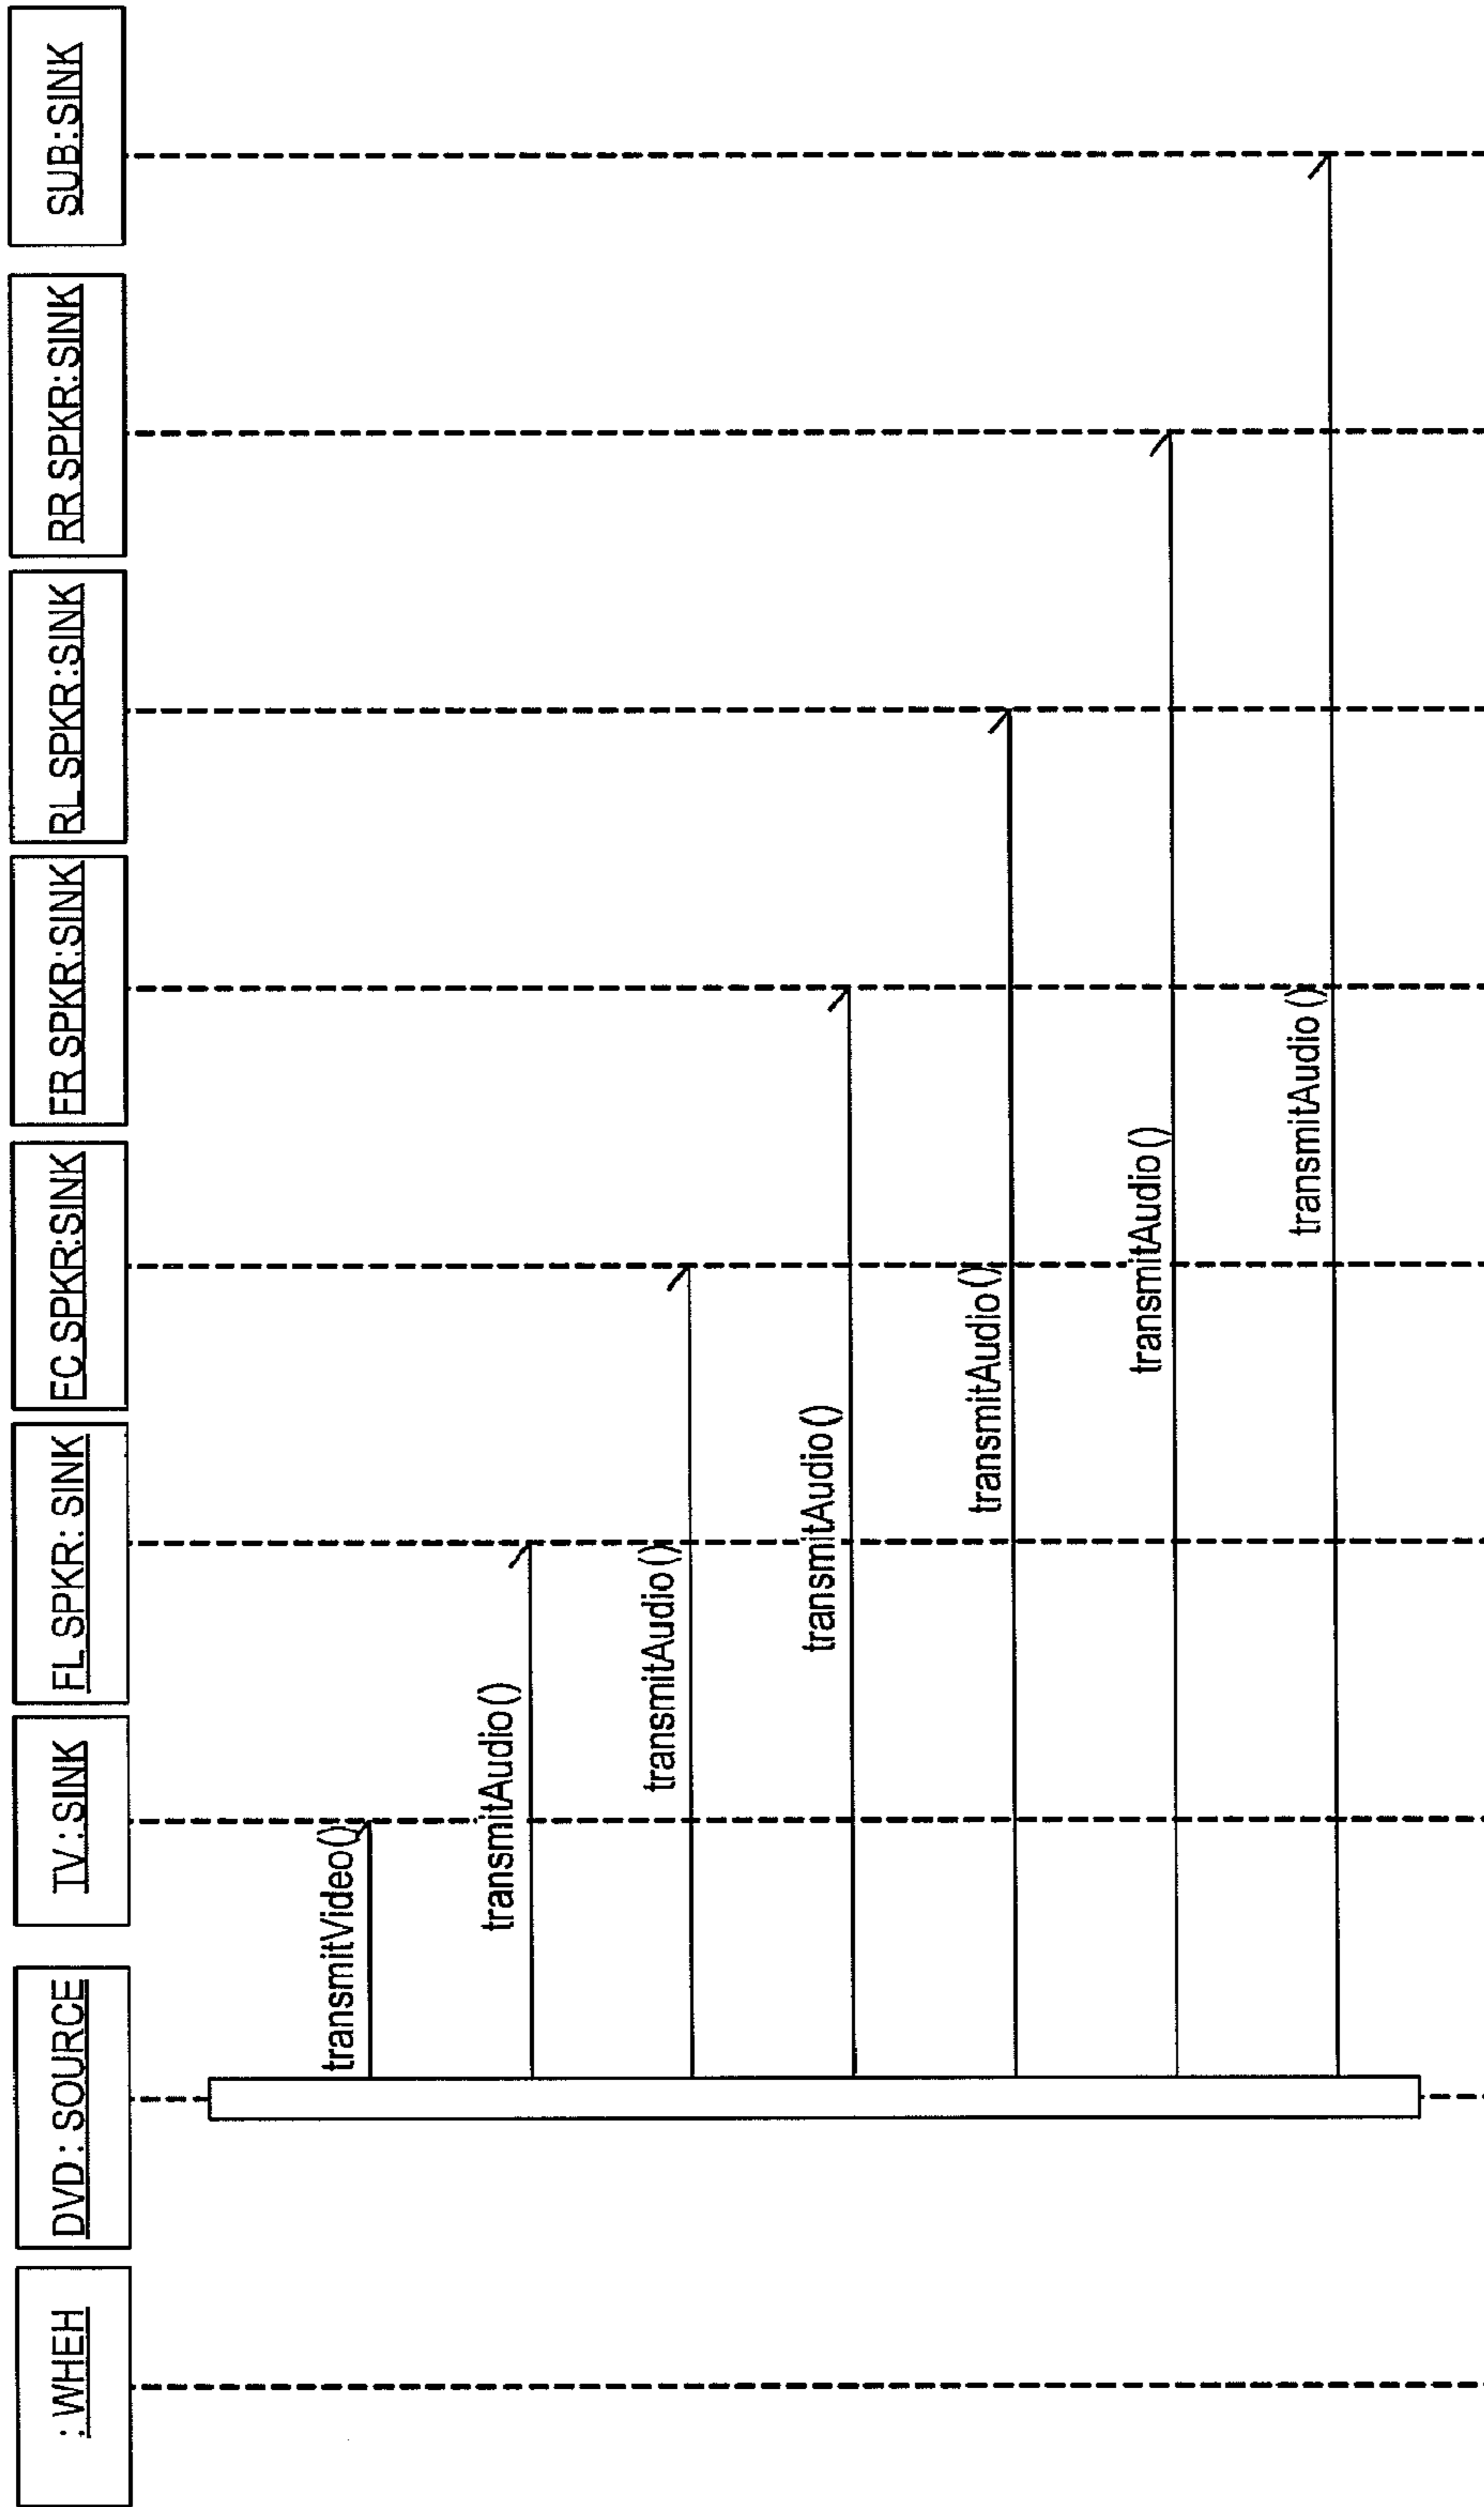 : WHEH
DVD : SOURCE
TV : SINK
FL SPKR: SINK
FC SPKR:SINK
FR SPKR:SINK
RL SPKR:SINK
RR SPKR:SINK
SUB:SINK
transmitVideo()
transmitAudio()
transmitAudio()
transmitAudio()
transmitAudio()
transmitAudio()
transmitAudio()